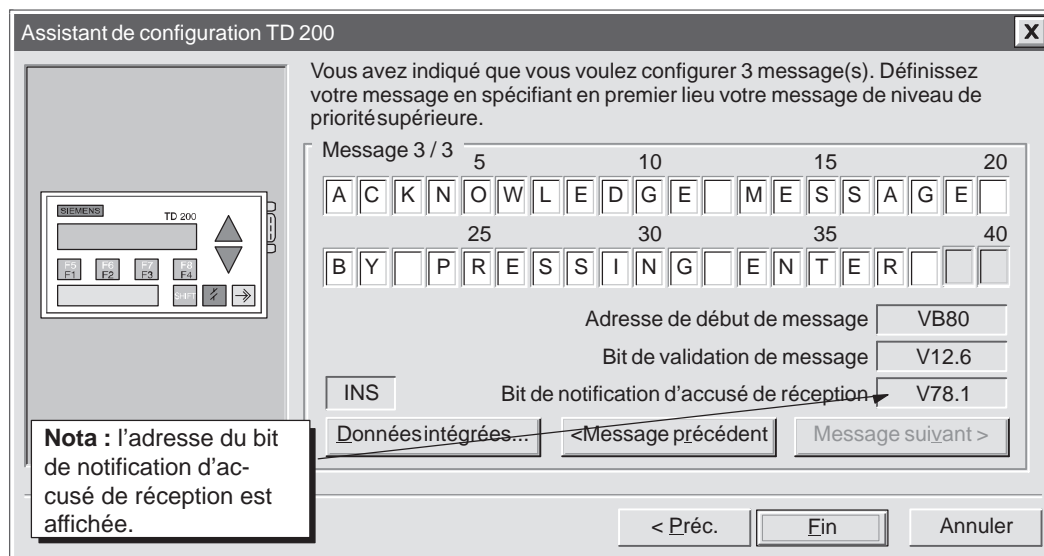 Assistant de configuration TD 200
X
Vous avez indiqué que vous voulez configurer 3 message(s). Définissez
votre message en spécifiant en premier lieu votre message de niveau de
prioritésupérieure.
Message 3 / 3
5 10 15 20
ACKNOWLEDGE MESSAGE
25 30 35 40
BY PRESSING ENTER
SIEMENS
TD 200
F5 F6 F7 F8
F1 F2 F3 F4
SHIFT
Adresse de début de message VB80
Bit de validation de message V12.6
INS Bit de notification d'accusé de réception V78.1
Donnéesintégrées... <Message précédent Message suivant >
Nota : l'adresse du bit
de notification d'ac-
cusé de réception est
affichée.
< Préc. Fin Annuler